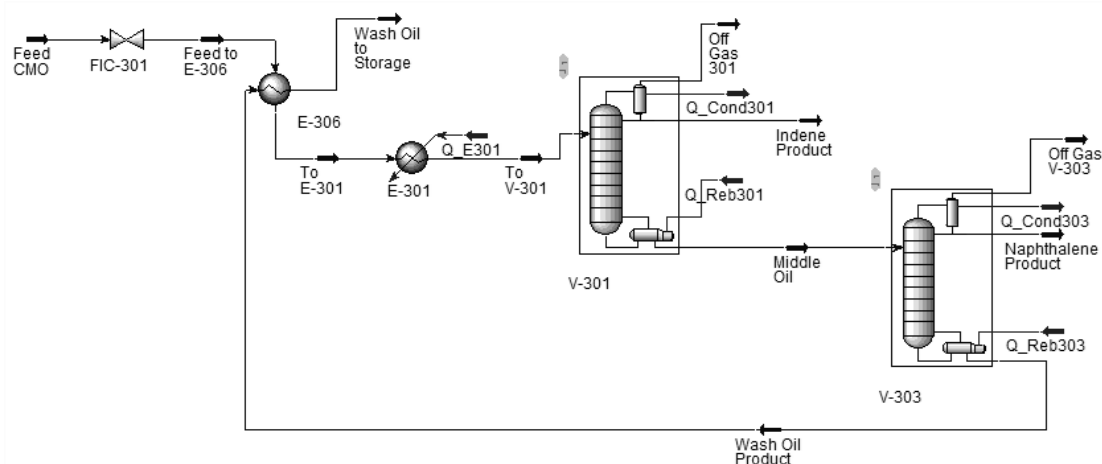 Feed
CMO
FIC-301
Feed to
E-306
Wash Oil
to
Storage
E-306
To
E-301
Q_E301
E-301
To
V-301
Off
Gas
301
Q_Cond301
Indene
Product
Q_Reb301
V-301
Middle
Oil
Off Gas
V-303
Q_Cond303
Naphthalene
Product
Q_Reb303
V-303
Wash Oil
Product